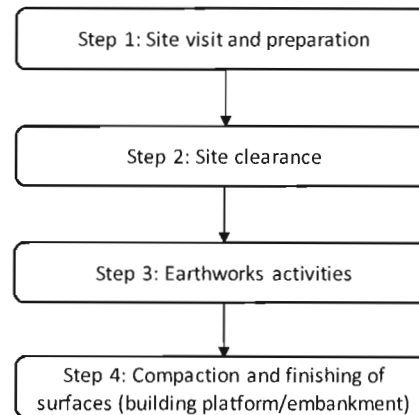 Step 1: Site visit and preparation
Step 2: Site clearance
Step 3: Earthworks activities
Step 4: Compaction and finishing of
surfaces (building platform/embankment)